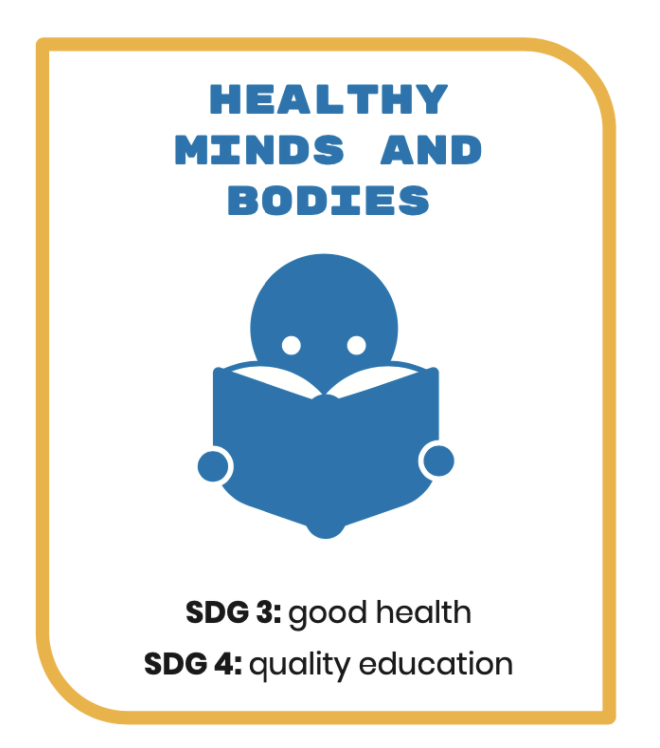 HEALTHY
MINDS AND
BODIES
SDG 3: good health
SDG 4: quality education